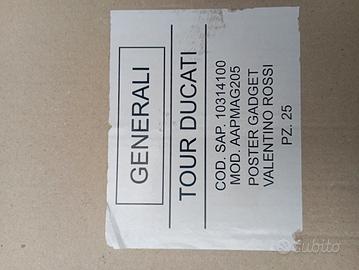 GENERALI
TOUR DUCATI
COD. SAP. 10314100
MOD. AAPMAG205
POSTER GADGET
VALENTINO ROSSI
PZ. 25
subito